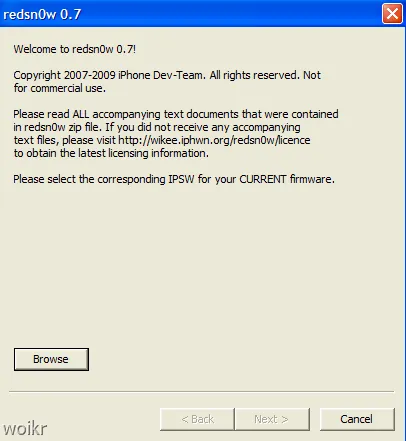 redsn0w 0.7
Welcome to redsn0w 0.7!
Copyright 2007-2009 iPhone Dev-Team. All rights reserved. Not
for commercial use.
Please read ALL accompanying text documents that were contained
in redsn0w zip file. If you did not receive any accompanying
text files, please visit http://wikee.iphwn.org/redsn0w/licence
to obtain the latest licensing information.
Please select the corresponding IPSW for your CURRENT firmware.
Browse
< Back Next > Cancel
woikr